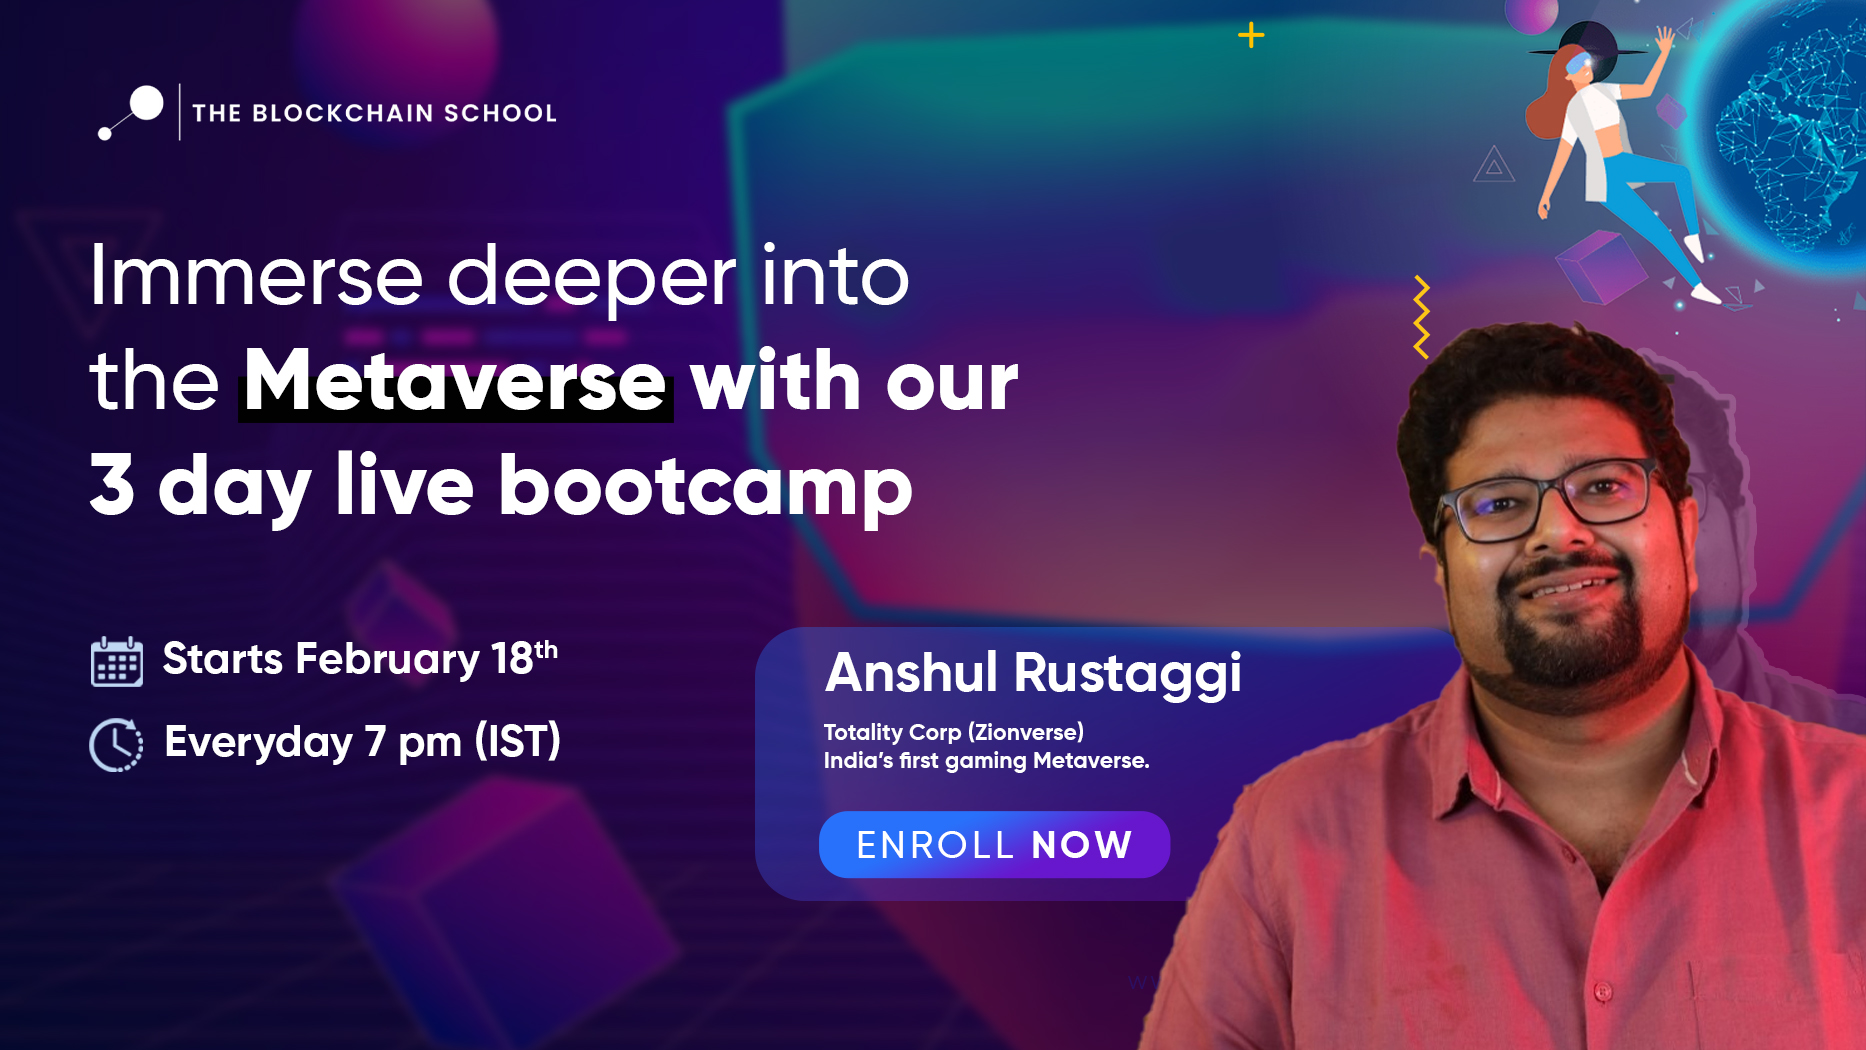 THE BLOCKCHAIN SCHOOL
Immerse deeper into
the Metaverse with our
3 day live bootcamp
Starts February 18th
Everyday 7 pm (IST)
Anshul Rustaggi
Totality Corp (Zionverse)
India's first gaming Metaverse.
ENROLL NOW